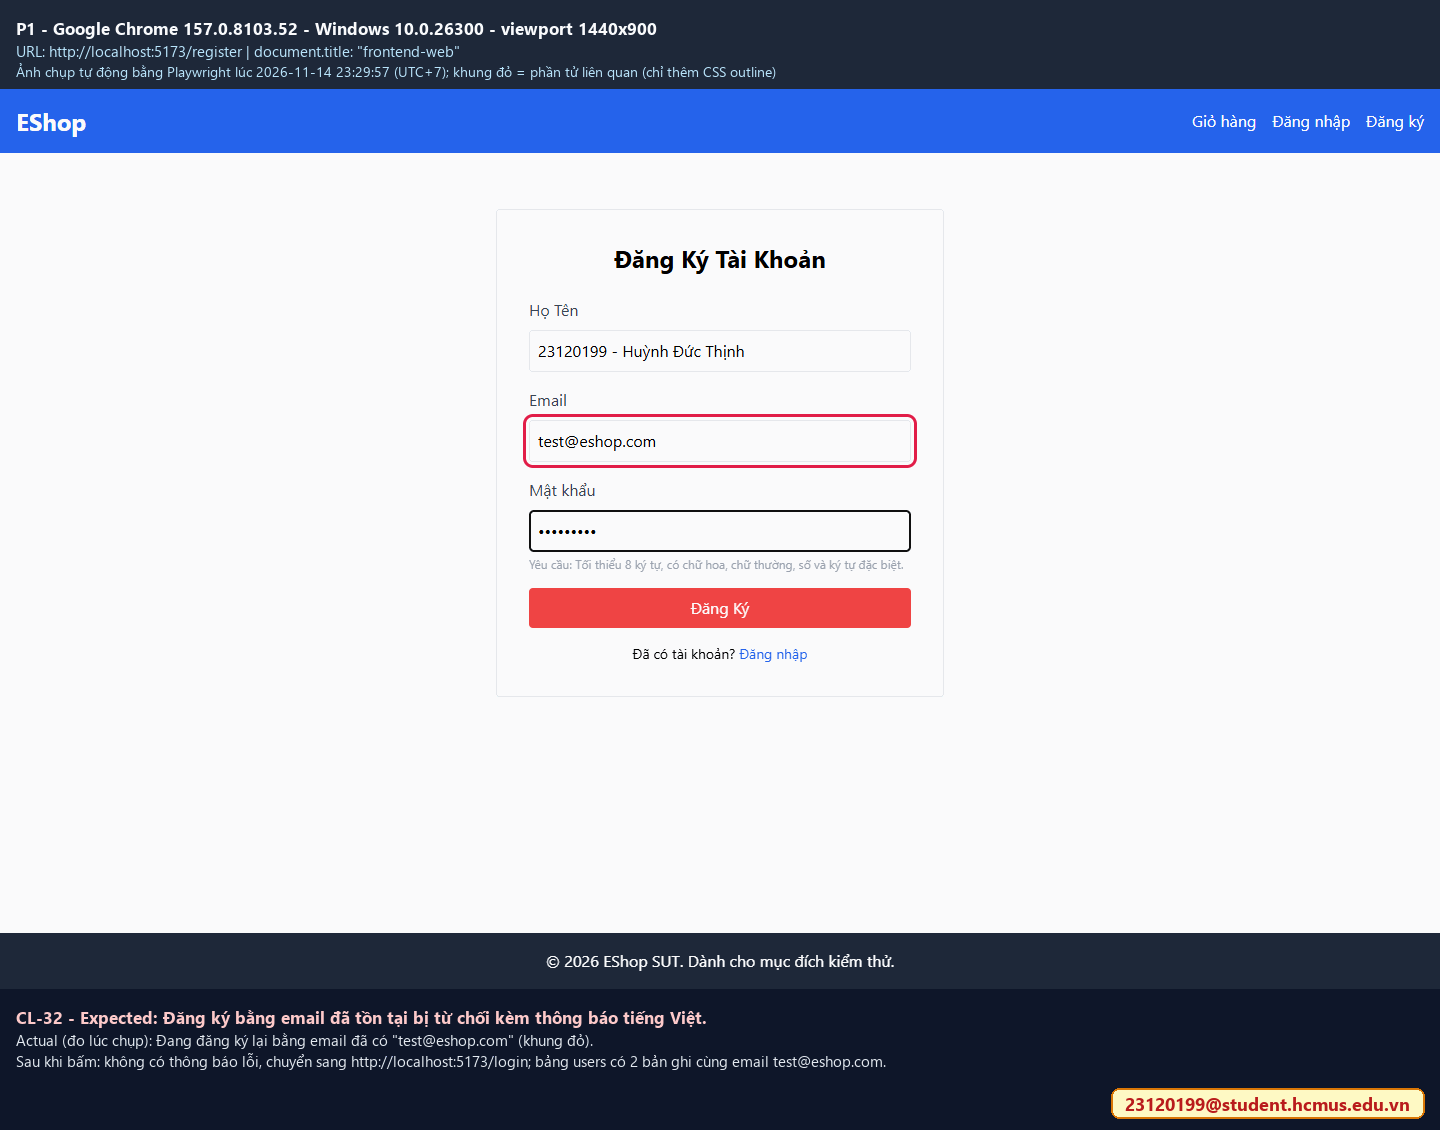 P1 - Google Chrome 157.0.8103.52 - Windows 10.0.26300 - viewport 1440x900
URL: http://localhost:5173/register | document.title: "frontend-web"
Ảnh chụp tự động bằng Playwright lúc 2026-11-14 23:29:57 (UTC+7); khung đỏ = phần tử liên quan (chỉ thêm CSS outline)
EShop
Giỏ hàng Đăng nhập Đăng ký
Đăng Ký Tài Khoản
Họ Tên
23120199 - Huỳnh Đức Thịnh
Email
test@eshop.com
Mật khẩu
•••••••••
Yêu cầu: Tối thiểu 8 ký tự, có chữ hoa, chữ thường, số và ký tự đặc biệt.
Đăng Ký
Đã có tài khoản? Đăng nhập
© 2026 EShop SUT. Dành cho mục đích kiểm thử.
CL-32 - Expected: Đăng ký bằng email đã tồn tại bị từ chối kèm thông báo tiếng Việt.
Actual (đo lúc chụp): Đang đăng ký lại bằng email đã có "test@eshop.com" (khung đỏ).
Sau khi bấm: không có thông báo lỗi, chuyển sang http://localhost:5173/login; bảng users có 2 bản ghi cùng email test@eshop.com.
23120199@student.hcmus.edu.vn